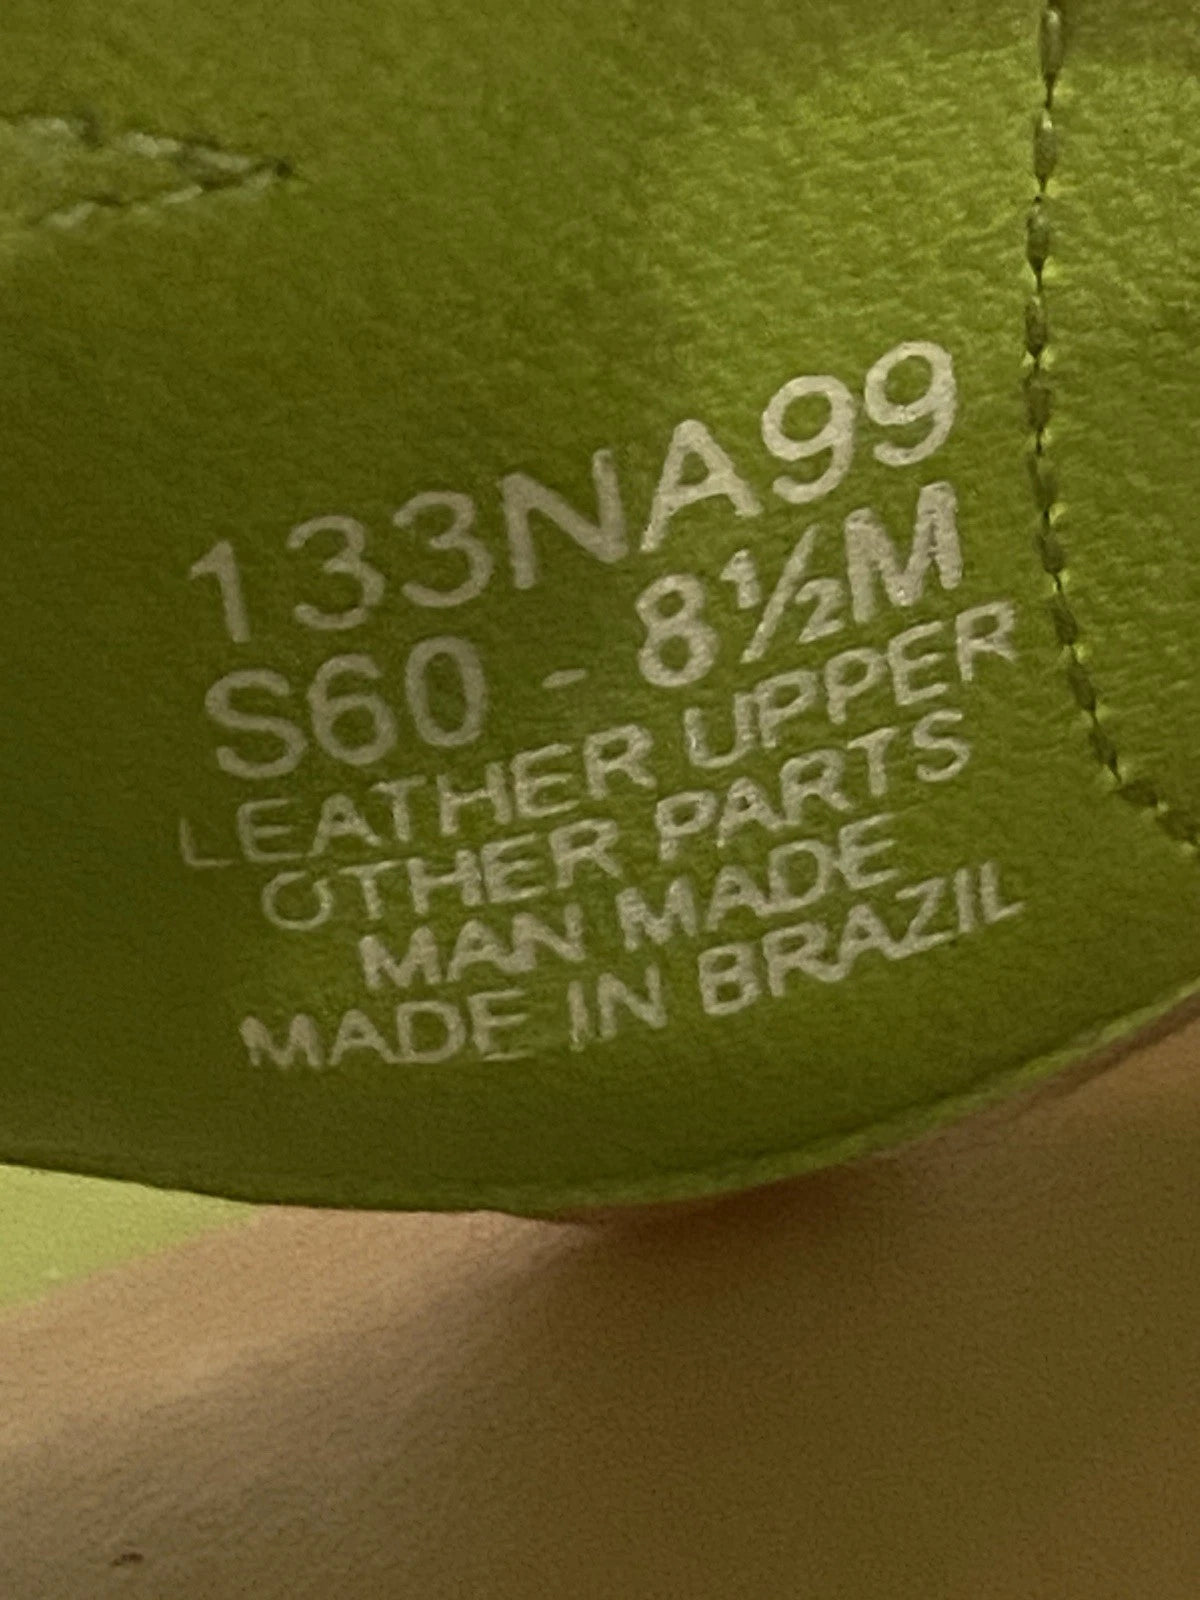 133NA99
S60 - 8½M
LEATHER UPPER
OTHER PARTS
MAN MADE
MADE IN BRAZIL